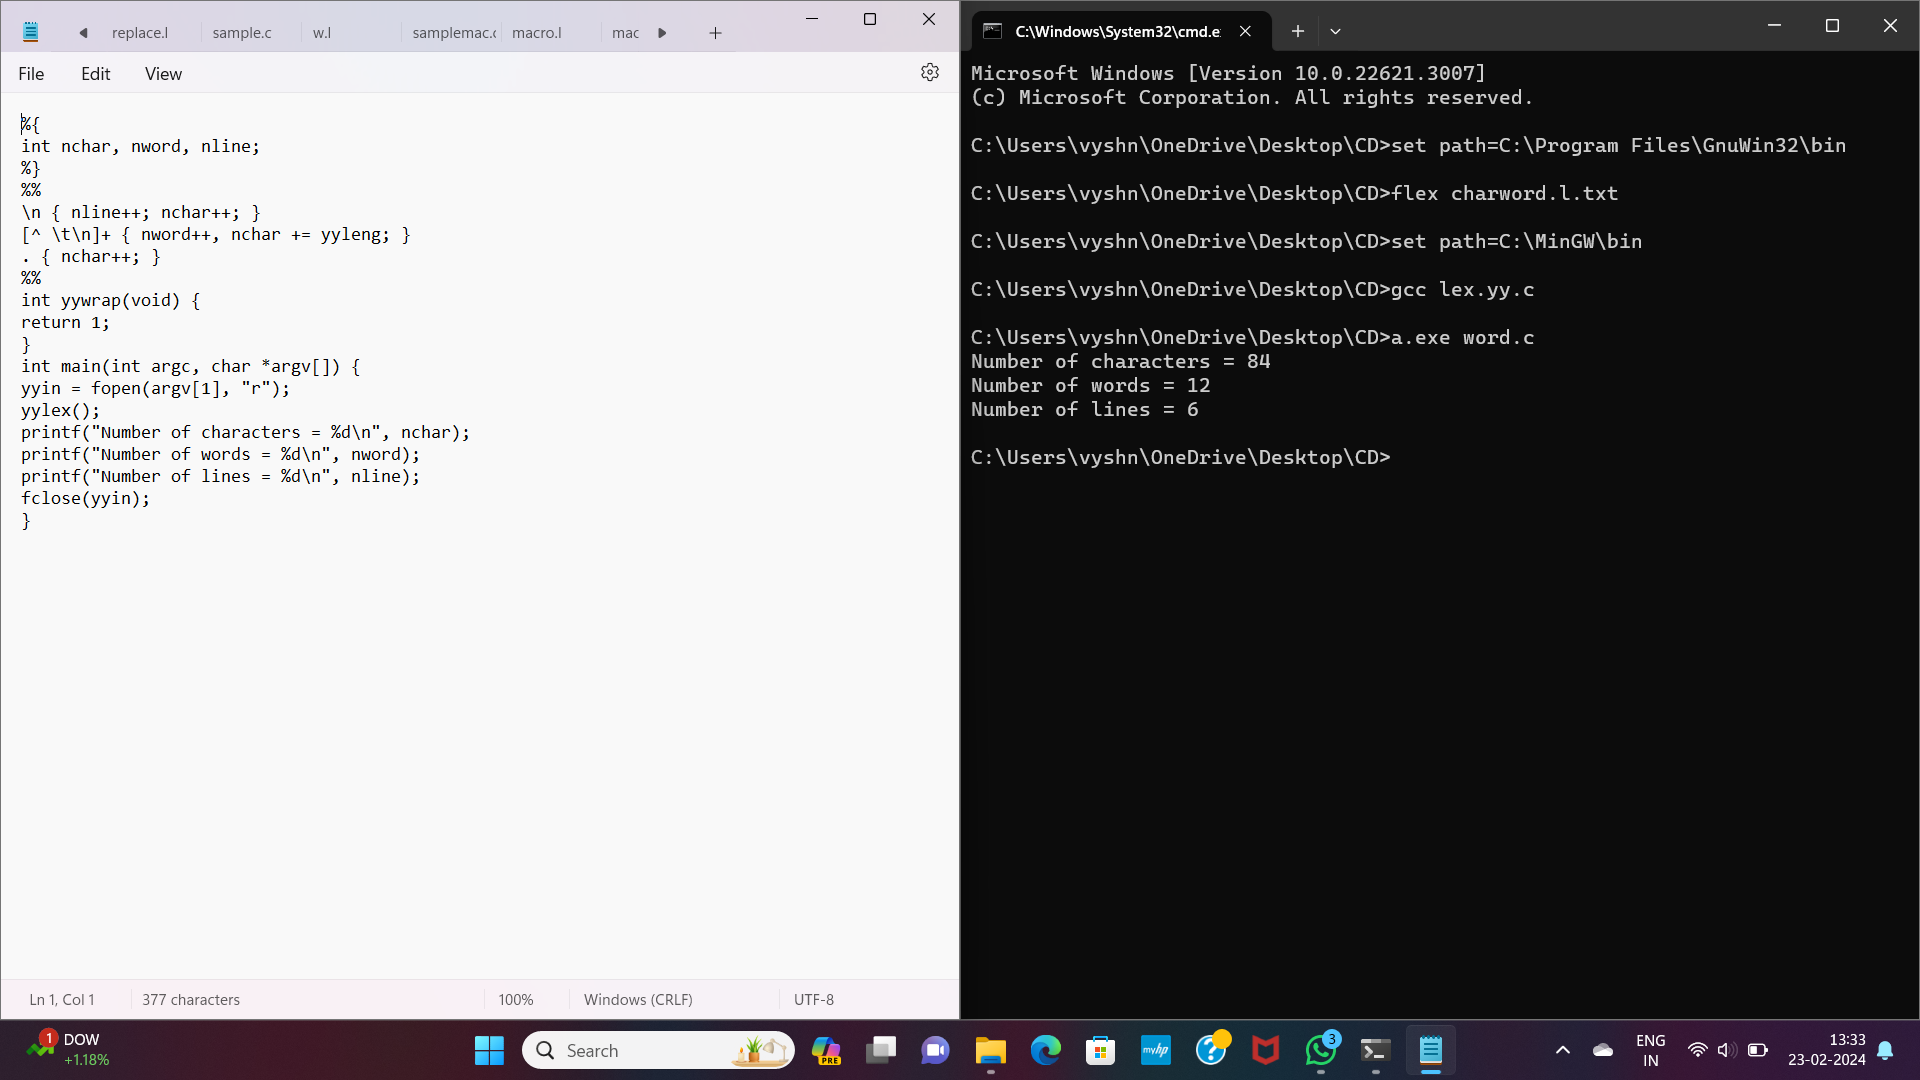 replace.l
sample.c
w.l
samplemac.c
macro.l
mac
File Edit View
%{
int nchar, nword, nline;
%}
%%
\n { nline++; nchar++; }
[^ \t\n]+ { nword++, nchar += yyleng; }
. { nchar++; }
%%
int yywrap(void) {
return 1;
}
int main(int argc, char *argv[]) {
yyin = fopen(argv[1], "r");
yylex();
printf("Number of characters = %d\n", nchar);
printf("Number of words = %d\n", nword);
printf("Number of lines = %d\n", nline);
fclose(yyin);
}
Ln 1, Col 1 377 characters 100% Windows (CRLF) UTF-8
C:\Windows\System32\cmd.e
Microsoft Windows [Version 10.0.22621.3007]
(c) Microsoft Corporation. All rights reserved.
C:\Users\vyshn\OneDrive\Desktop\CD>set path=C:\Program Files\GnuWin32\bin
C:\Users\vyshn\OneDrive\Desktop\CD>flex charword.l.txt
C:\Users\vyshn\OneDrive\Desktop\CD>set path=C:\MinGW\bin
C:\Users\vyshn\OneDrive\Desktop\CD>gcc lex.yy.c
C:\Users\vyshn\OneDrive\Desktop\CD>a.exe word.c
Number of characters = 84
Number of words = 12
Number of lines = 6
C:\Users\vyshn\OneDrive\Desktop\CD>
1
DOW
+1.18%
Search
PRE
myhp
3
ENG
IN
13:33
23-02-2024